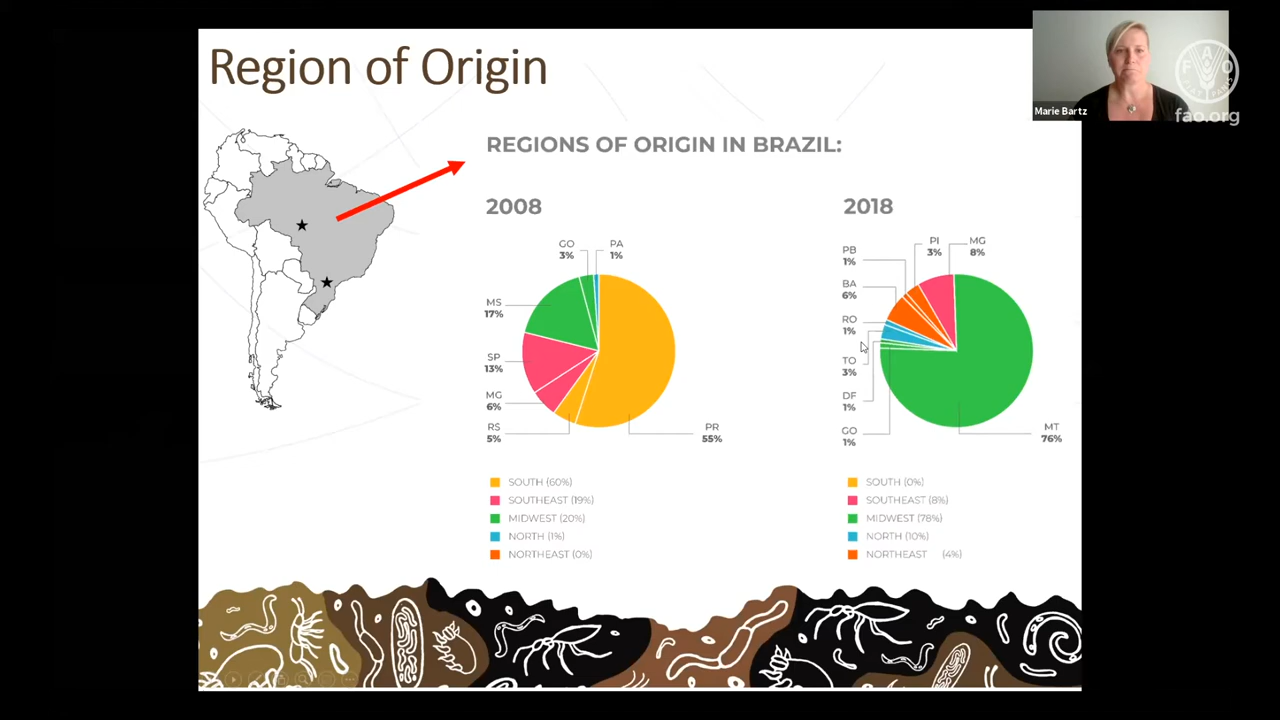 Region of Origin
Marie Bartz
F A O
FIAT PANIS
fao.org
REGIONS OF ORIGIN IN BRAZIL:
2008
GO
3%
PA
1%
MS
17%
SP
13%
MG
6%
RS
5%
PR
55%
SOUTH (60%)
SOUTHEAST (19%)
MIDWEST (20%)
NORTH (1%)
NORTHEAST (0%)
2018
PB
1%
PI
3%
MG
8%
BA
6%
RO
1%
TO
3%
DF
1%
GO
1%
MT
76%
SOUTH (0%)
SOUTHEAST (8%)
MIDWEST (78%)
NORTH (10%)
NORTHEAST (4%)